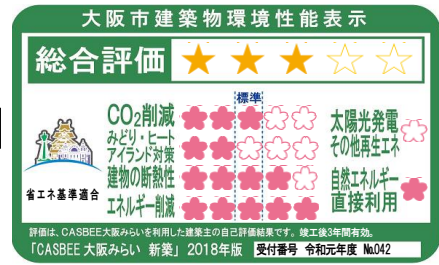 大阪市建築物環境性能表示
総合評価
標準
CO2削減
みどり・ヒート
アイランド対策
建物の断熱性
エネルギー削減
太陽光発電
その他再生エネ
自然エネルギー
直接利用
省エネ基準適合
評価は、CASBEE大阪みらいを利用した建築主の自己評価結果です。竣工後3年間有効。
「CASBEE大阪みらい 新築」2018年版 受付番号 令和元年度 №042